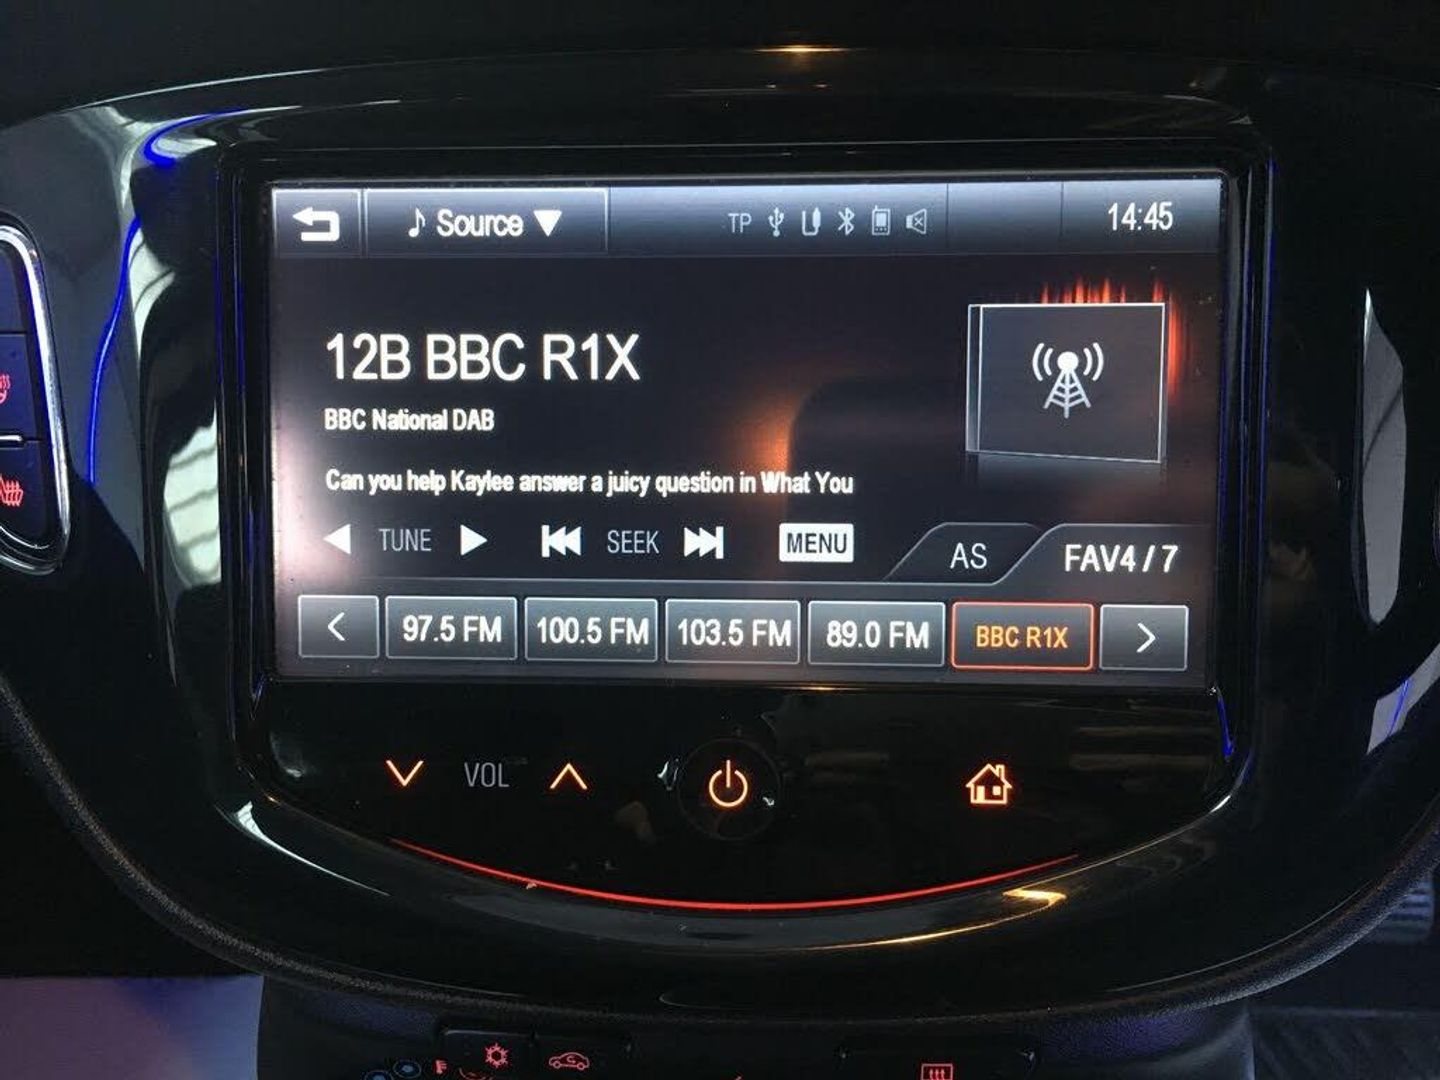 Source
TP
14:45
12B BBC R1X
BBC National DAB
Can you help Kaylee answer a juicy question in What You
TUNE
SEEK
MENU
AS
FAV4 / 7
97.5 FM
100.5 FM
103.5 FM
89.0 FM
BBC R1X
VOL